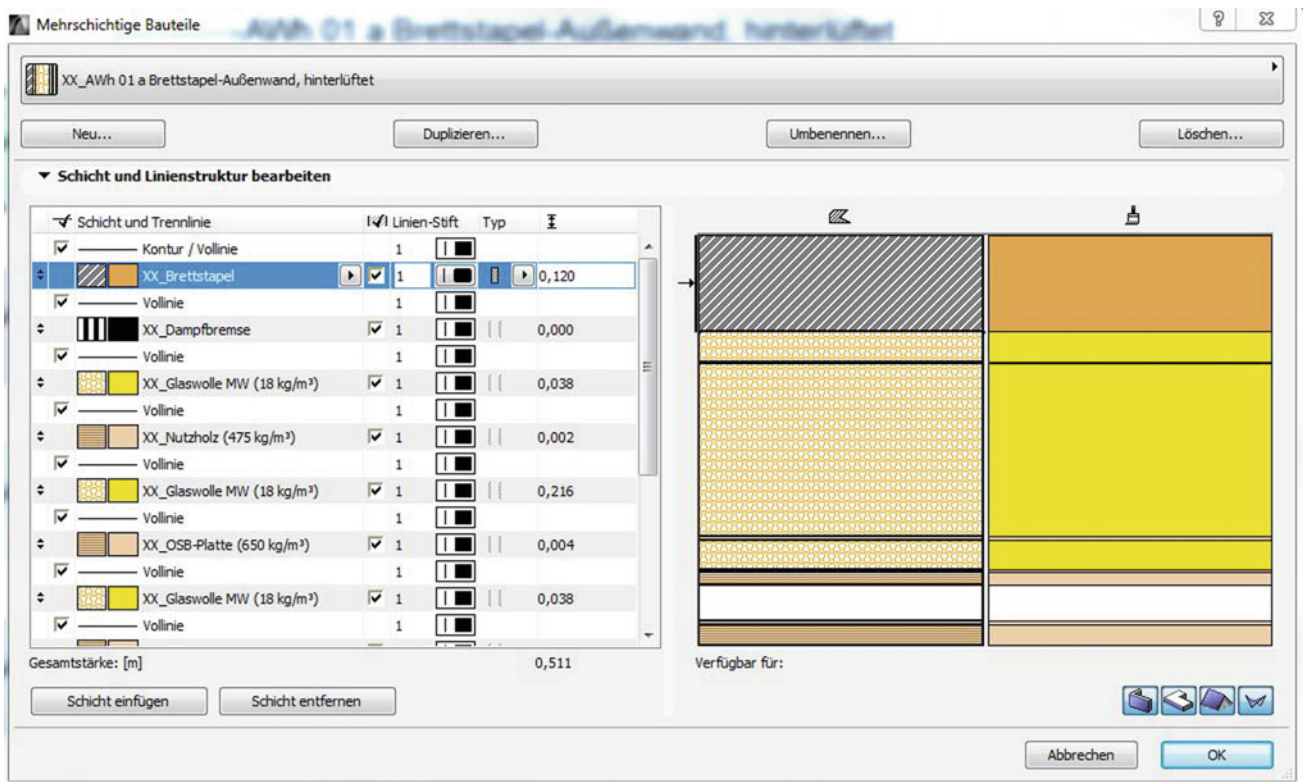 Mehrschichtige Bauteile
AWh 01 a Brettstapel-Außenwand, hinterlüftet
XX_AWh 01 a Brettstapel-Außenwand, hinterlüftet
Neu... Duplizieren... Umbenennen... Löschen...
Schicht und Linienstruktur bearbeiten
Schicht und Trennlinie Linien-Stift Typ
Kontur / Vollinie 1
XX_Brettstapel 1 0,120
Vollinie 1
XX_Dampfbremse 1 0,000
Vollinie 1
XX_Glaswolle MW (18 kg/m³) 1 0,038
Vollinie 1
XX_Nutzholz (475 kg/m³) 1 0,002
Vollinie 1
XX_Glaswolle MW (18 kg/m³) 1 0,216
Vollinie 1
XX_OSB-Platte (650 kg/m³) 1 0,004
Vollinie 1
XX_Glaswolle MW (18 kg/m³) 1 0,038
Vollinie 1
Gesamtstärke: [m] 0,511
Verfügbar für:
Schicht einfügen Schicht entfernen
Abbrechen OK